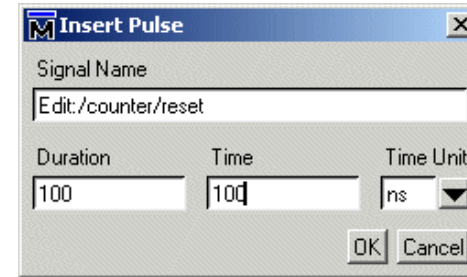 Insert Pulse
Signal Name
Edit:/counter/reset
Duration Time Time Unit
100 100 ns
OK Cancel